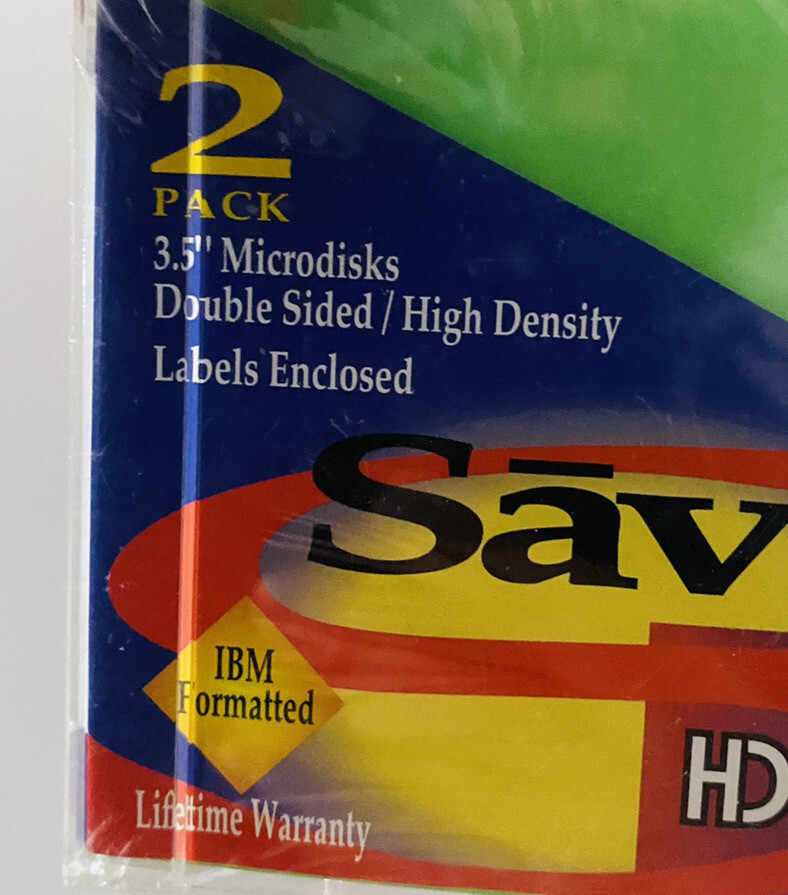 2
PACK
3.5" Microdisks
Double Sided / High Density
Labels Enclosed
Sāv
IBM
Formatted
HD
Lifetime Warranty